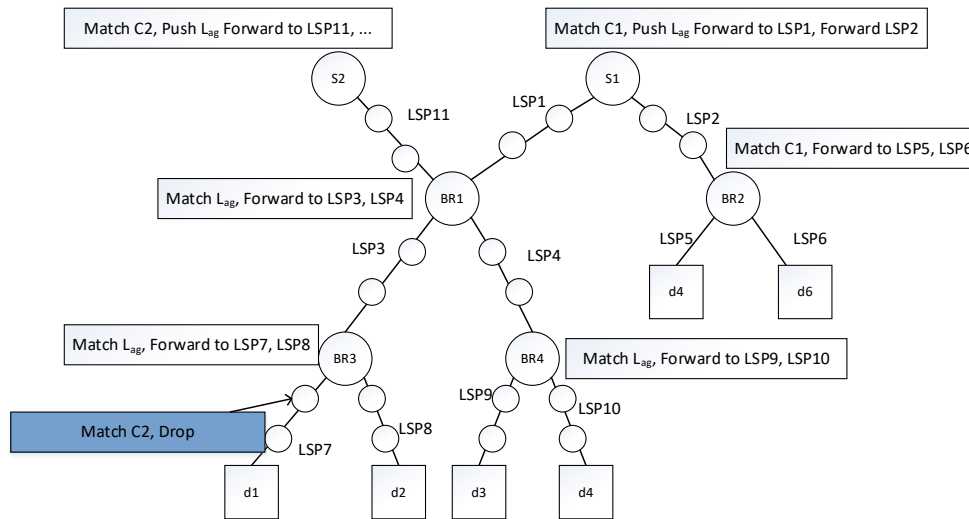 Match C2, Push Lag Forward to LSP11, ...
Match C1, Push Lag Forward to LSP1, Forward LSP2
S2
S1
LSP11
LSP1
LSP2
Match C1, Forward to LSP5, LSP6
Match Lag, Forward to LSP3, LSP4
BR1
BR2
LSP3
LSP4
LSP5
LSP6
d4
d6
Match Lag, Forward to LSP7, LSP8
BR3
BR4
Match Lag, Forward to LSP9, LSP10
LSP9
LSP10
Match C2, Drop
LSP7
LSP8
d1
d2
d3
d4